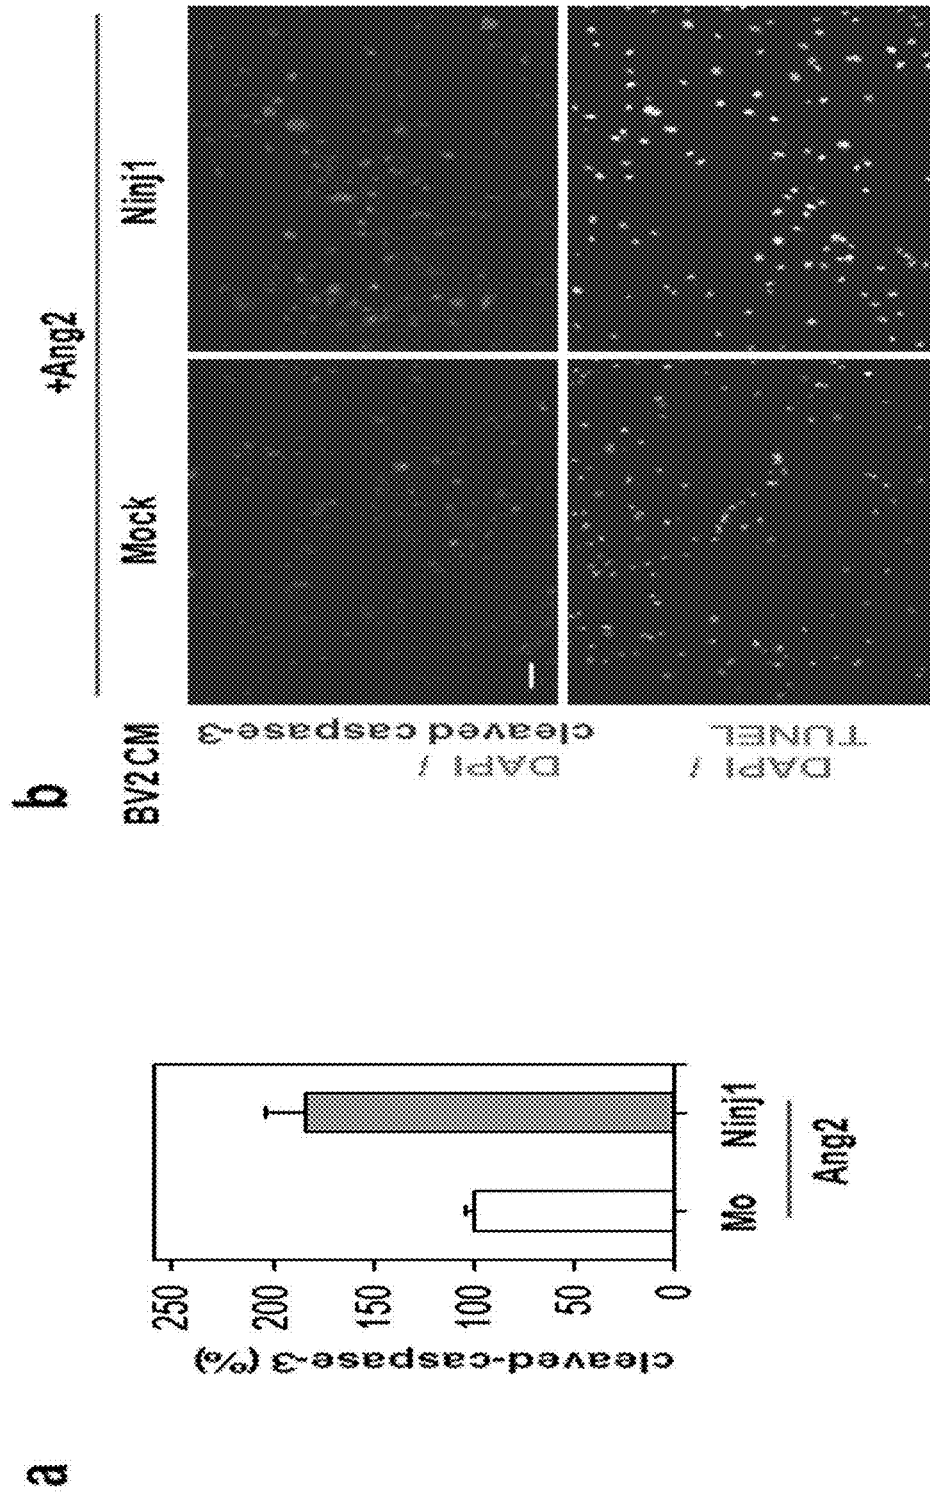 a
cleaved-caspase-3 (%)
250
200
150
100
50
0
Mo Ninj1
Ang2
b
+Ang2
BV2 CM Mock Ninj1
DAPI /
cleaved caspase-3
DAPI /
TUNEL